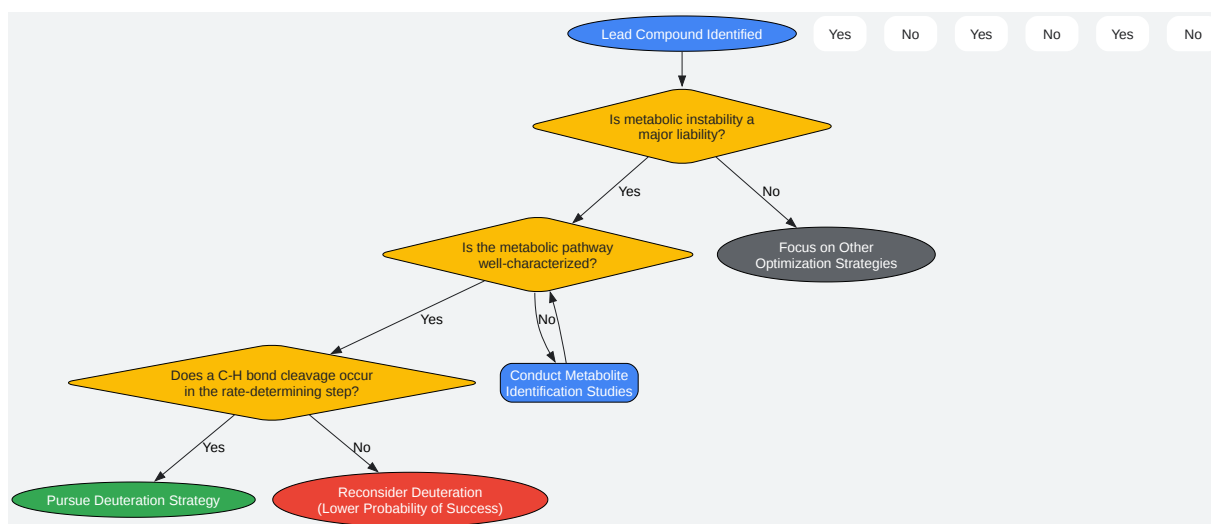 Lead Compound Identified
Yes
No
Yes
No
Yes
No
Is metabolic instability a
major liability?
Yes
No
Is the metabolic pathway
well-characterized?
Focus on Other
Optimization Strategies
Yes
No
Does a C-H bond cleavage occur
in the rate-determining step?
Conduct Metabolite
Identification Studies
Yes
No
Pursue Deuteration Strategy
Reconsider Deuteration
(Lower Probability of Success)